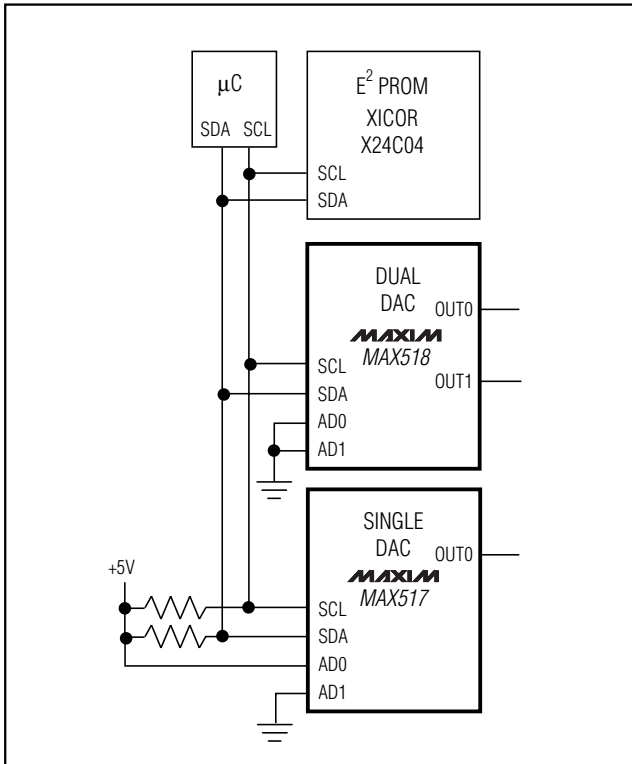 μC
SDA SCL
E² PROM
XICOR
X24C04
SCL
SDA
DUAL
DAC
OUT0
MAXIM
MAX518
OUT1
SCL
SDA
AD0
AD1
SINGLE
DAC
OUT0
MAXIM
MAX517
+5V
SCL
SDA
AD0
AD1